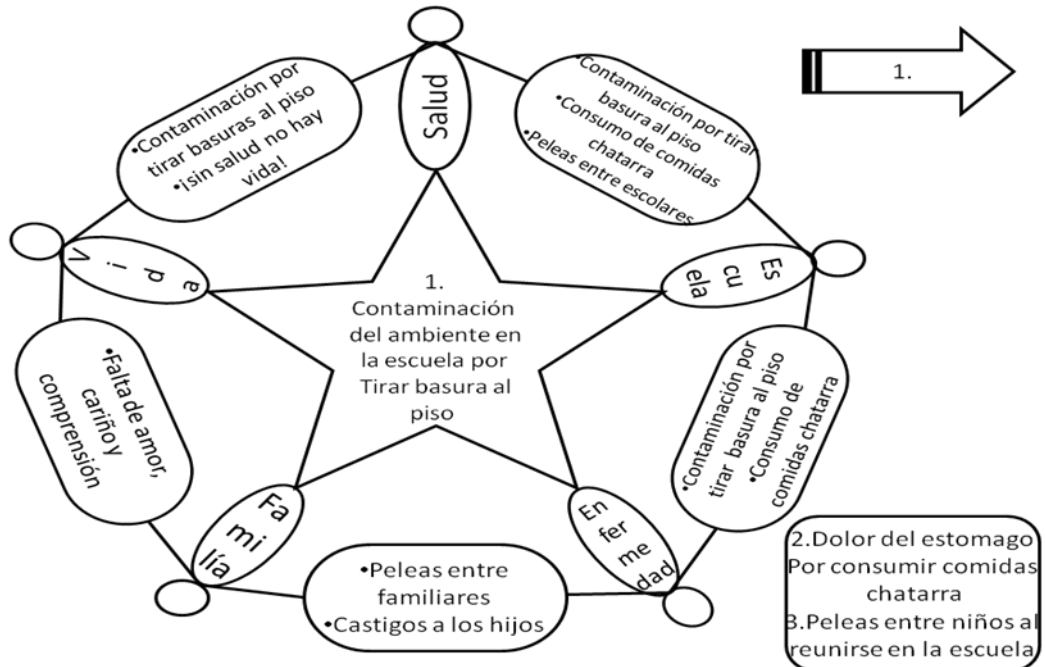 Salud
•Contaminación por tirar
basura al piso
•Consumo de comidas
chatarra
•Peleas entre escolares
1.
•Contaminación por
tirar basuras al piso
•¡sin salud no hay
vida!
Es
cu
ela
V
i
d
a
1.
Contaminación
del ambiente en
la escuela por
Tirar basura al
piso
•Contaminación por
tirar basura al piso
•Consumo de
comidas chatarra
•Falta de amor,
cariño y
comprensión
Fa
mi
lía
En
fer
me
dad
•Peleas entre
familiares
•Castigos a los hijos
2.Dolor del estomago
Por consumir comidas
chatarra
3.Peleas entre niños al
reunirse en la escuela